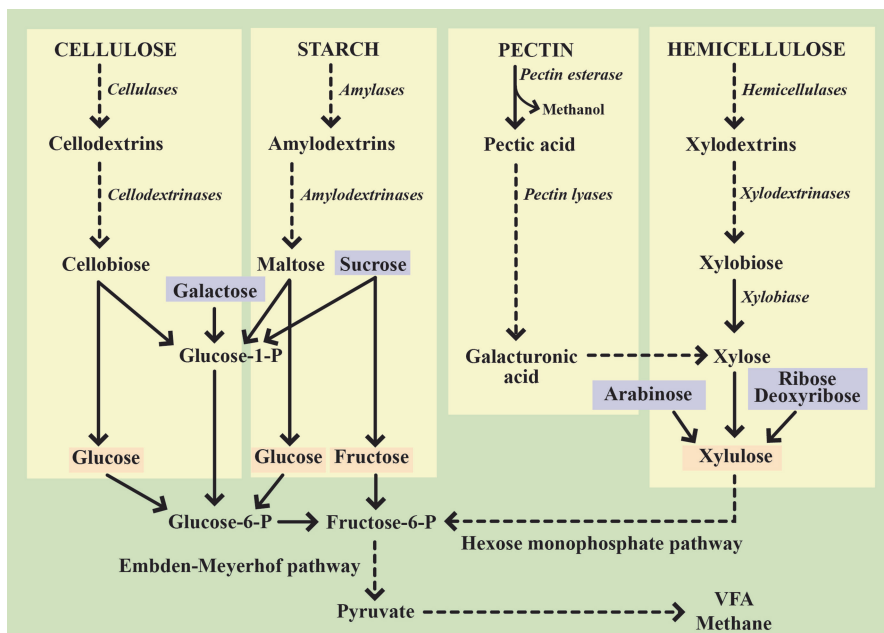 CELLULOSE
STARCH
PECTIN
HEMICELLULOSE
Cellulases
Amylases
Pectin esterase
Hemicellulases
Methanol
Cellodextrins
Amylodextrins
Pectic acid
Xylodextrins
Cellodextrinases
Amylodextrinases
Pectin lyases
Xylodextrinases
Cellobiose
Maltose
Sucrose
Xylobiose
Galactose
Xylobiase
Glucose-1-P
Galacturonic
acid
Xylose
Arabinose
Ribose
Deoxyribose
Glucose
Glucose
Fructose
Xylulose
Glucose-6-P
Fructose-6-P
Hexose monophosphate pathway
Embden-Meyerhof pathway
Pyruvate
VFA
Methane